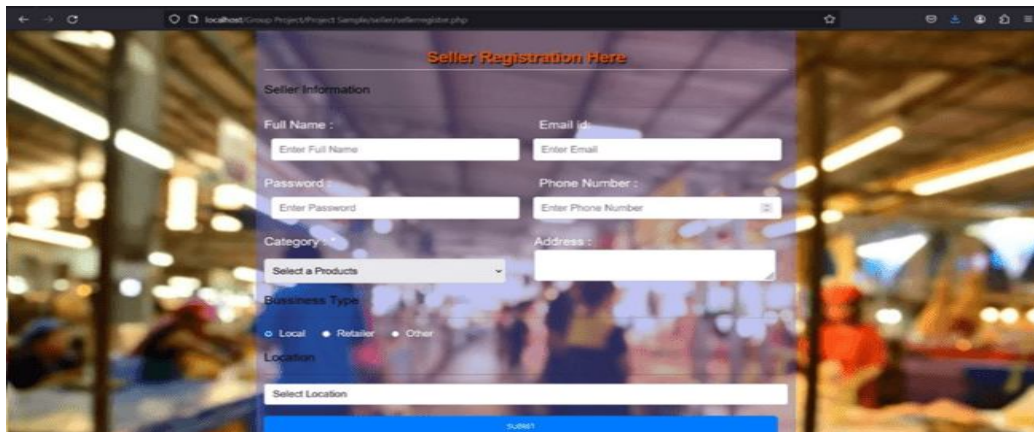 localhost/Group Project/Project Sample/seller/sellerregister.php
Seller Registration Here
Seller Information
Full Name :
Email id:
Enter Full Name
Enter Email
Password :
Phone Number :
Enter Password
Enter Phone Number
Category : *
Address :
Select a Products
Bussiness Type
Local Retailer Other
Location
Select Location
SUBMIT